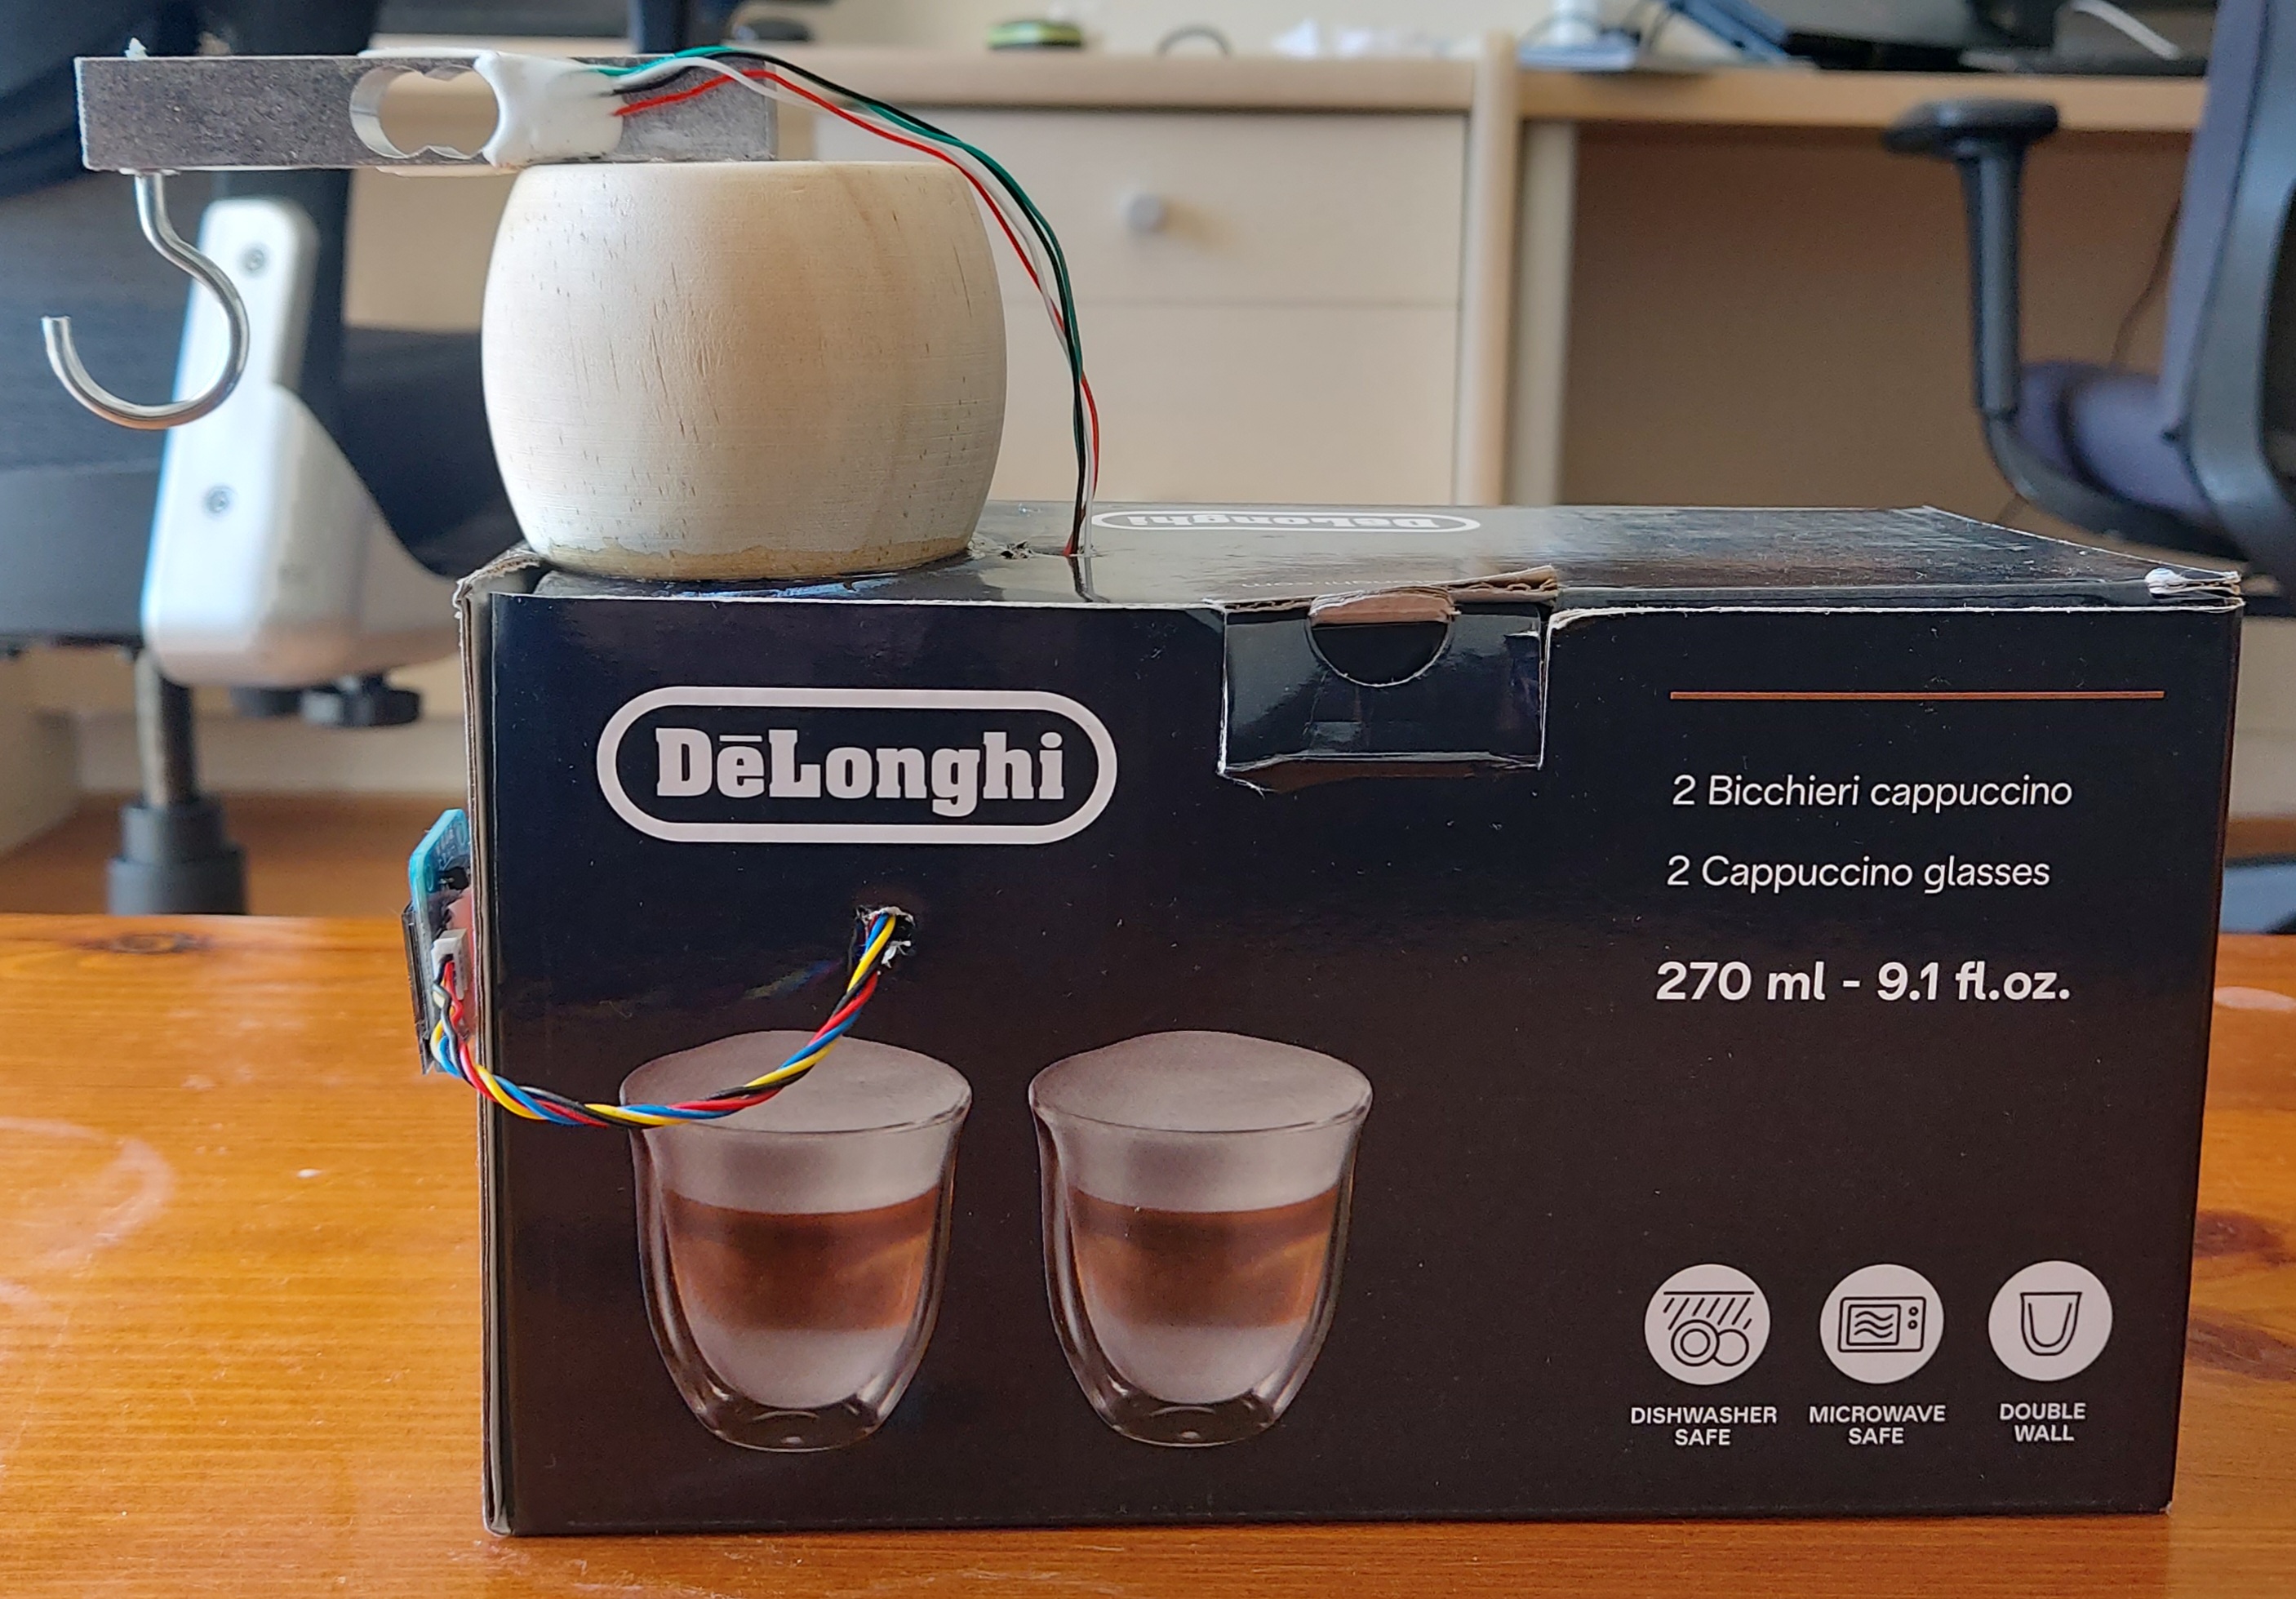 DeLonghi
DēLonghi
2 Bicchieri cappuccino
2 Cappuccino glasses
270 ml - 9.1 fl.oz.
DISHWASHER
SAFE
MICROWAVE
SAFE
DOUBLE
WALL